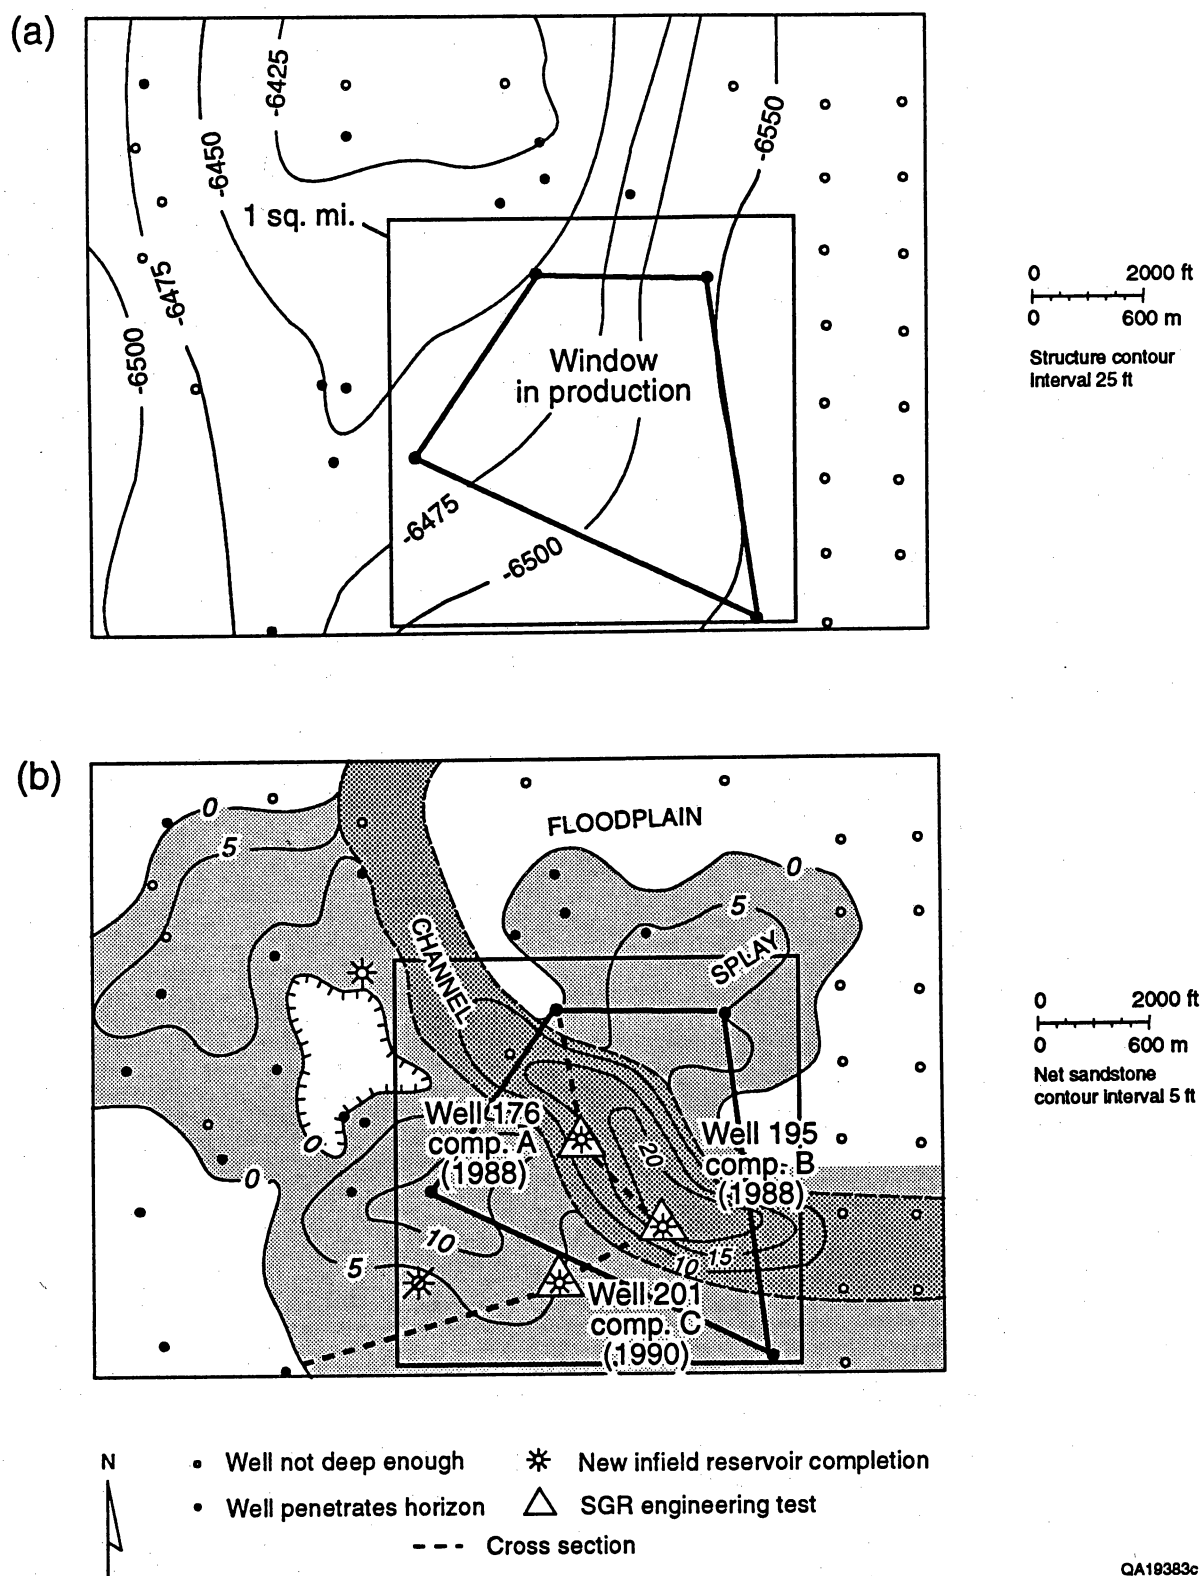 (a)
-6425
-6450
-6550
1 sq. mi.
-6475
-6500
Window
in production
-6475
-6500
0 2000 ft
0 600 m
Structure contour
interval 25 ft
(b)
0
5
FLOODPLAIN
0
5
CHANNEL
SPLAY
0 2000 ft
0 600 m
Net sandstone
contour interval 5 ft
Well 176
comp. A
(1988)
20
Well 195
comp. B
(1988)
0
0
10
5
10
15
Well 201
comp. C
(1990)
N
Well not deep enough
New infield reservoir completion
Well penetrates horizon
SGR engineering test
Cross section
QA19383c